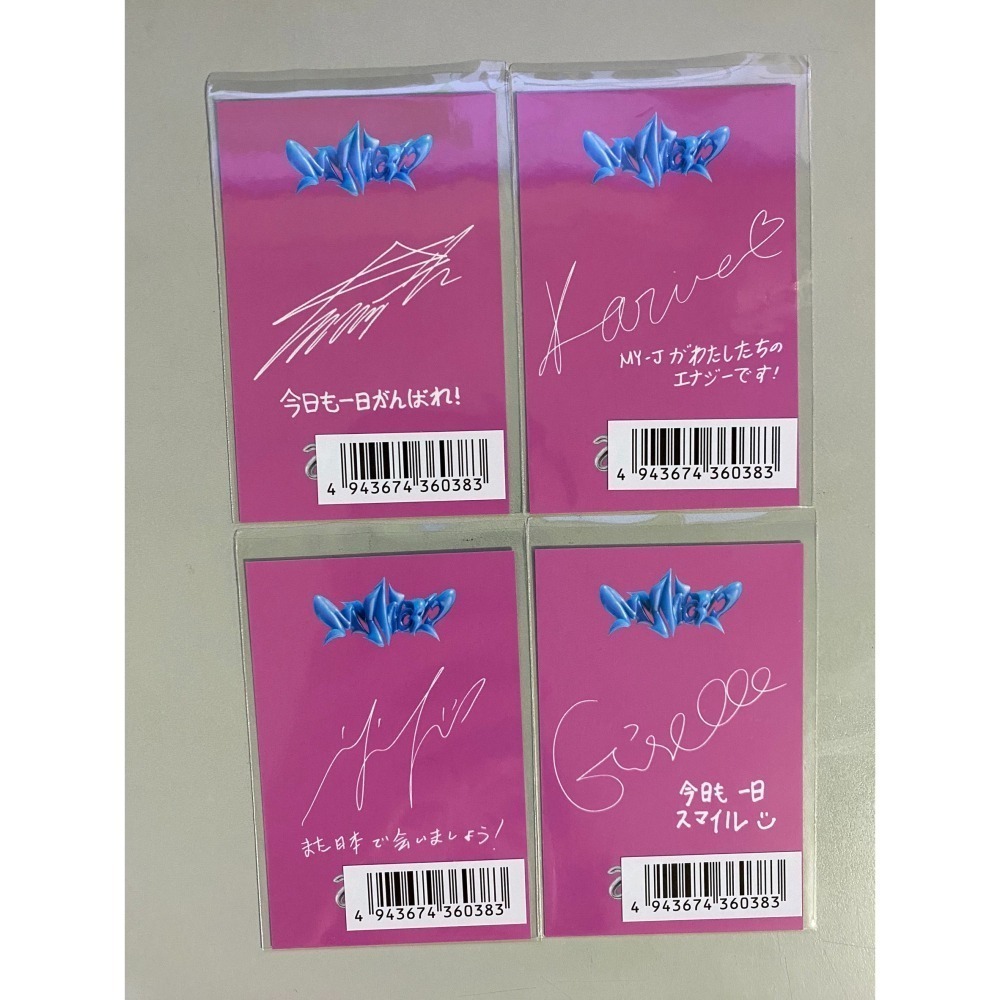 今日も一日がんばれ!
4 943674 360383
Karina
MY-J がわたしたちの
エナジーです!
4 943674 360383
また日本で会いましょう!
4 943674 360383
Giselle
今日も 一日
スマイル
4 943674 360383